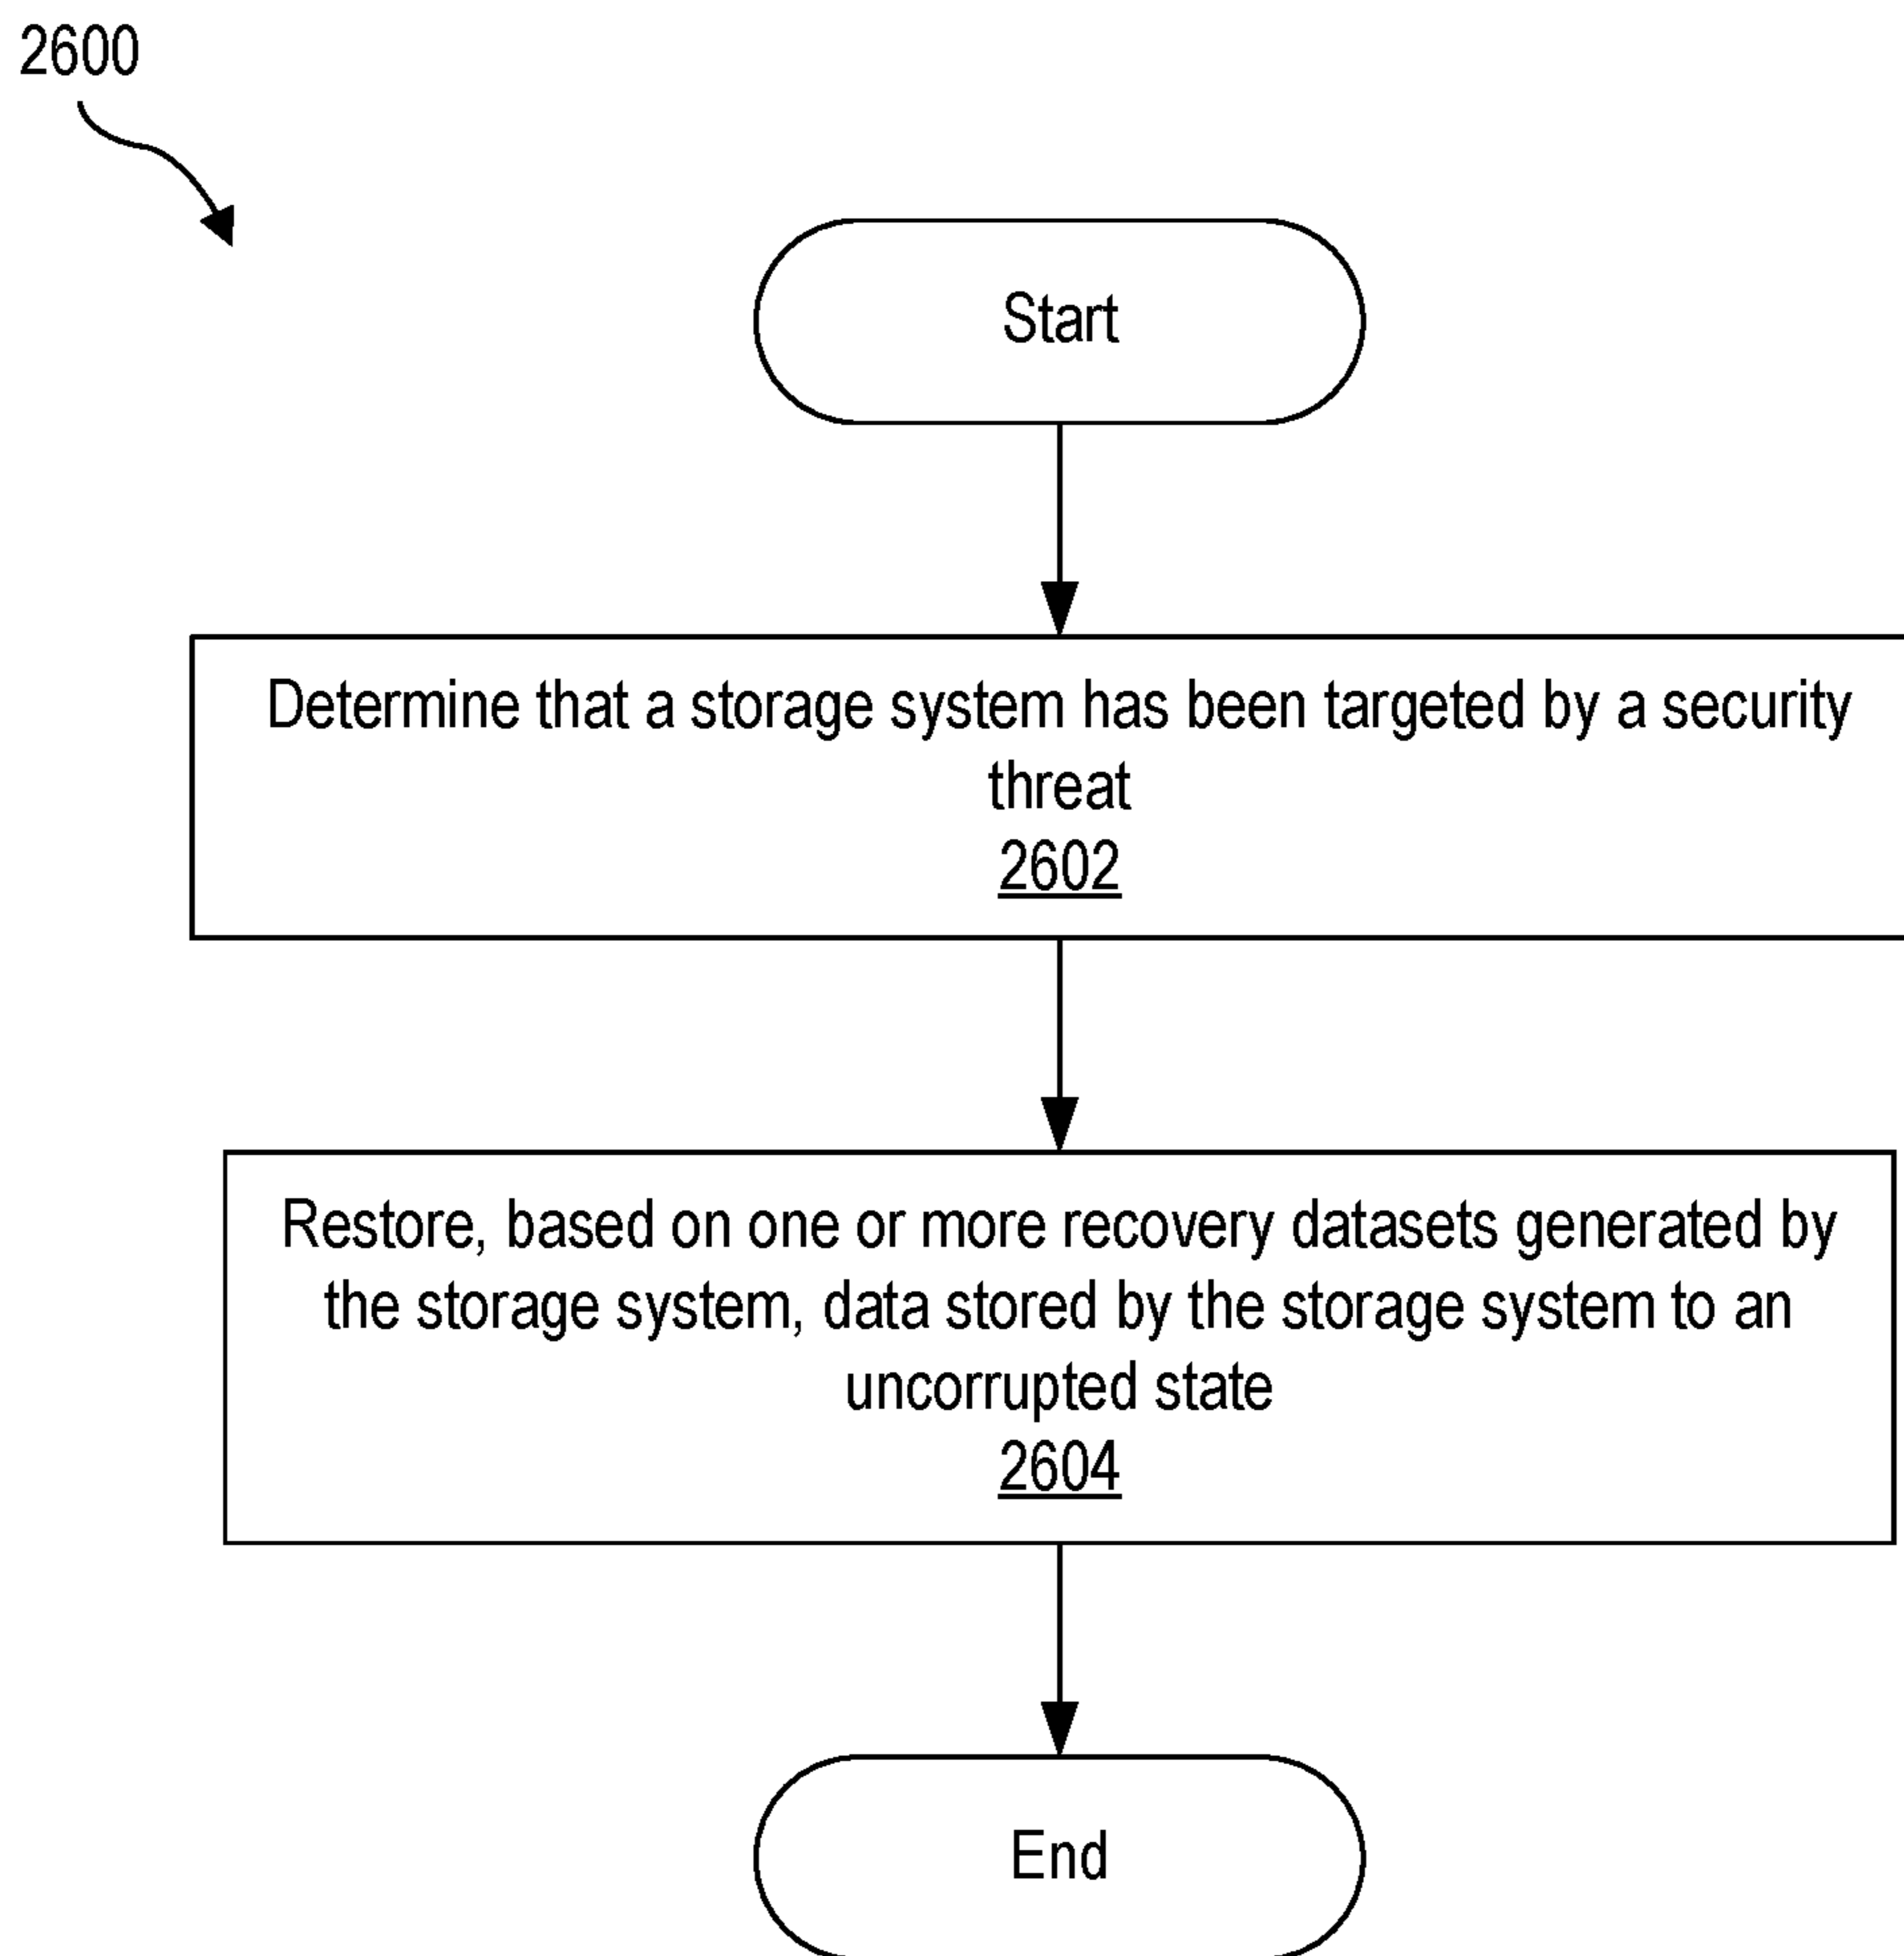 2600
Start
Determine that a storage system has been targeted by a security
threat
2602
Restore, based on one or more recovery datasets generated by
the storage system, data stored by the storage system to an
uncorrupted state
2604
End